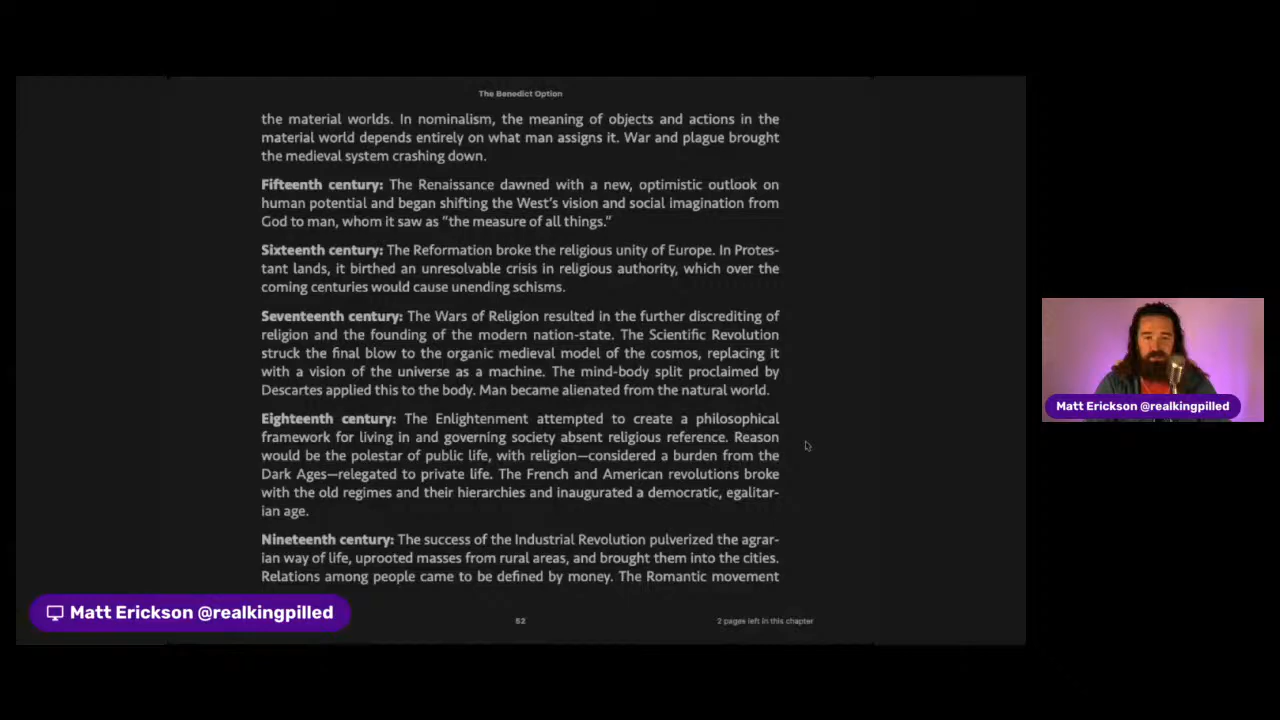 The Benedict Option
the material worlds. In nominalism, the meaning of objects and actions in the
material world depends entirely on what man assigns it. War and plague brought
the medieval system crashing down.
Fifteenth century: The Renaissance dawned with a new, optimistic outlook on
human potential and began shifting the West's vision and social imagination from
God to man, whom it saw as “the measure of all things.”
Sixteenth century: The Reformation broke the religious unity of Europe. In Protes-
tant lands, it birthed an unresolvable crisis in religious authority, which over the
coming centuries would cause unending schisms.
Seventeenth century: The Wars of Religion resulted in the further discrediting of
religion and the founding of the modern nation-state. The Scientific Revolution
struck the final blow to the organic medieval model of the cosmos, replacing it
with a vision of the universe as a machine. The mind-body split proclaimed by
Descartes applied this to the body. Man became alienated from the natural world.
Eighteenth century: The Enlightenment attempted to create a philosophical
framework for living in and governing society absent religious reference. Reason
would be the polestar of public life, with religion—considered a burden from the
Dark Ages—relegated to private life. The French and American revolutions broke
with the old regimes and their hierarchies and inaugurated a democratic, egalitar-
ian age.
Nineteenth century: The success of the Industrial Revolution pulverized the agrar-
ian way of life, uprooted masses from rural areas, and brought them into the cities.
Relations among people came to be defined by money. The Romantic movement
52
2 pages left in this chapter
Matt Erickson @realkingpilled
Matt Erickson @realkingpilled